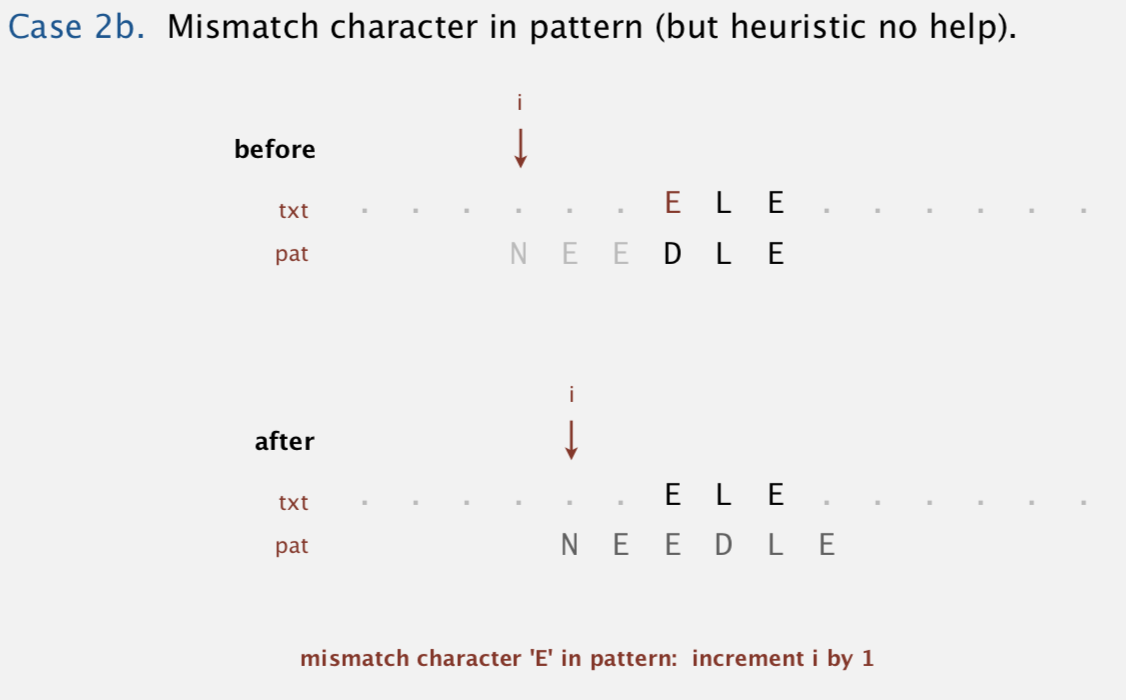 Case 2b. Mismatch character in pattern (but heuristic no help).
i
before
txt . . . . . . E L E . . . . . .
pat N E E D L E
i
after
txt . . . . . . E L E . . . . . .
pat N E E D L E
mismatch character 'E' in pattern: increment i by 1